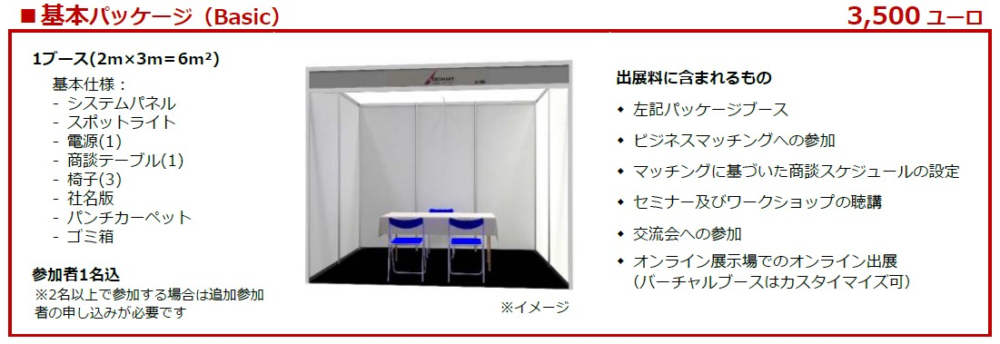 ■ 基本パッケージ（Basic）
3,500 ユーロ
1ブース(2m×3m＝6m²)
基本仕様：
- システムパネル
- スポットライト
- 電源(1)
- 商談テーブル(1)
- 椅子(3)
- 社名版
- パンチカーペット
- ゴミ箱
参加者1名込
※2名以上で参加する場合は追加参加
者の申し込みが必要です
※イメージ
出展料に含まれるもの
◆ 左記パッケージブース
◆ ビジネスマッチングへの参加
◆ マッチングに基づいた商談スケジュールの設定
◆ セミナー及びワークショップの聴講
◆ 交流会への参加
◆ オンライン展示場でのオンライン出展
（バーチャルブースはカスタイマイズ可）